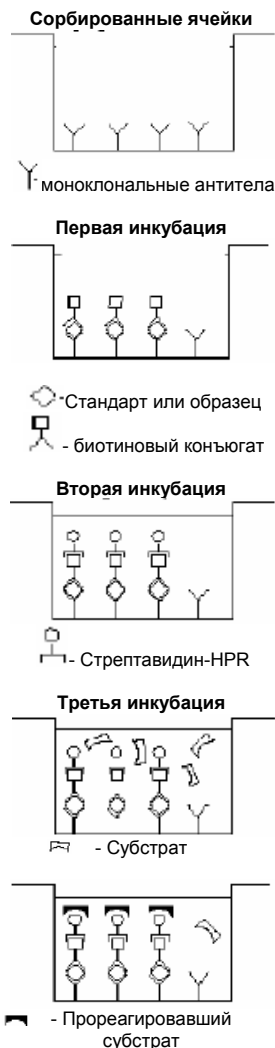 Сорбированные ячейки
моноклональные антитела
Первая инкубация
Стандарт или образец
- биотиновый конъюгат
Вторая инкубация
- Стрептавидин-HPR
Третья инкубация
- Субстрат
- Прореагировавший
субстрат